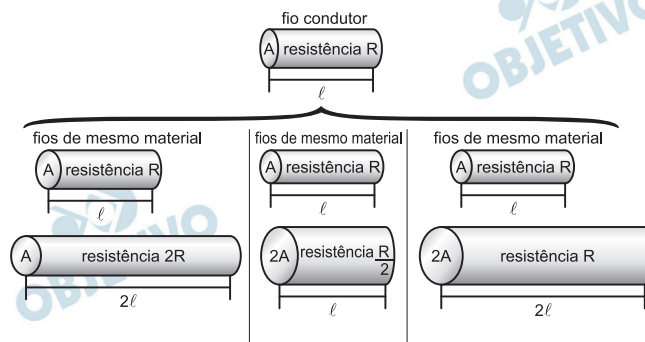 fio condutor
A resistência R
ℓ
fios de mesmo material
A resistência R
ℓ
A resistência 2R
2ℓ
fios de mesmo material
A resistência R
ℓ
2A resistência R/2
ℓ
fios de mesmo material
A resistência R
ℓ
2A resistência R
2ℓ
OBJETIVO
OBJETIVO